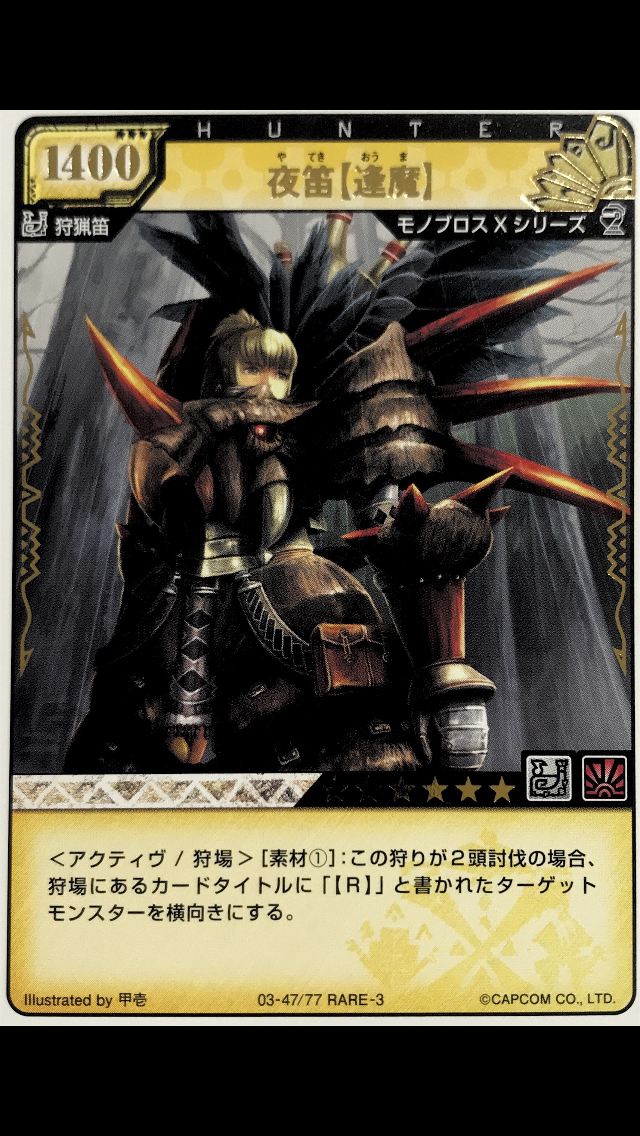 HUNTER
1400
や てき おう ま
夜笛【逢魔】
狩猟笛
モノブロスXシリーズ 2
＜アクティヴ / 狩場＞[素材①]：この狩りが２頭討伐の場合、
狩場にあるカードタイトルに「【R】」と書かれたターゲット
モンスターを横向きにする。
Illustrated by 甲壱 03-47/77 RARE-3 ©CAPCOM CO., LTD.